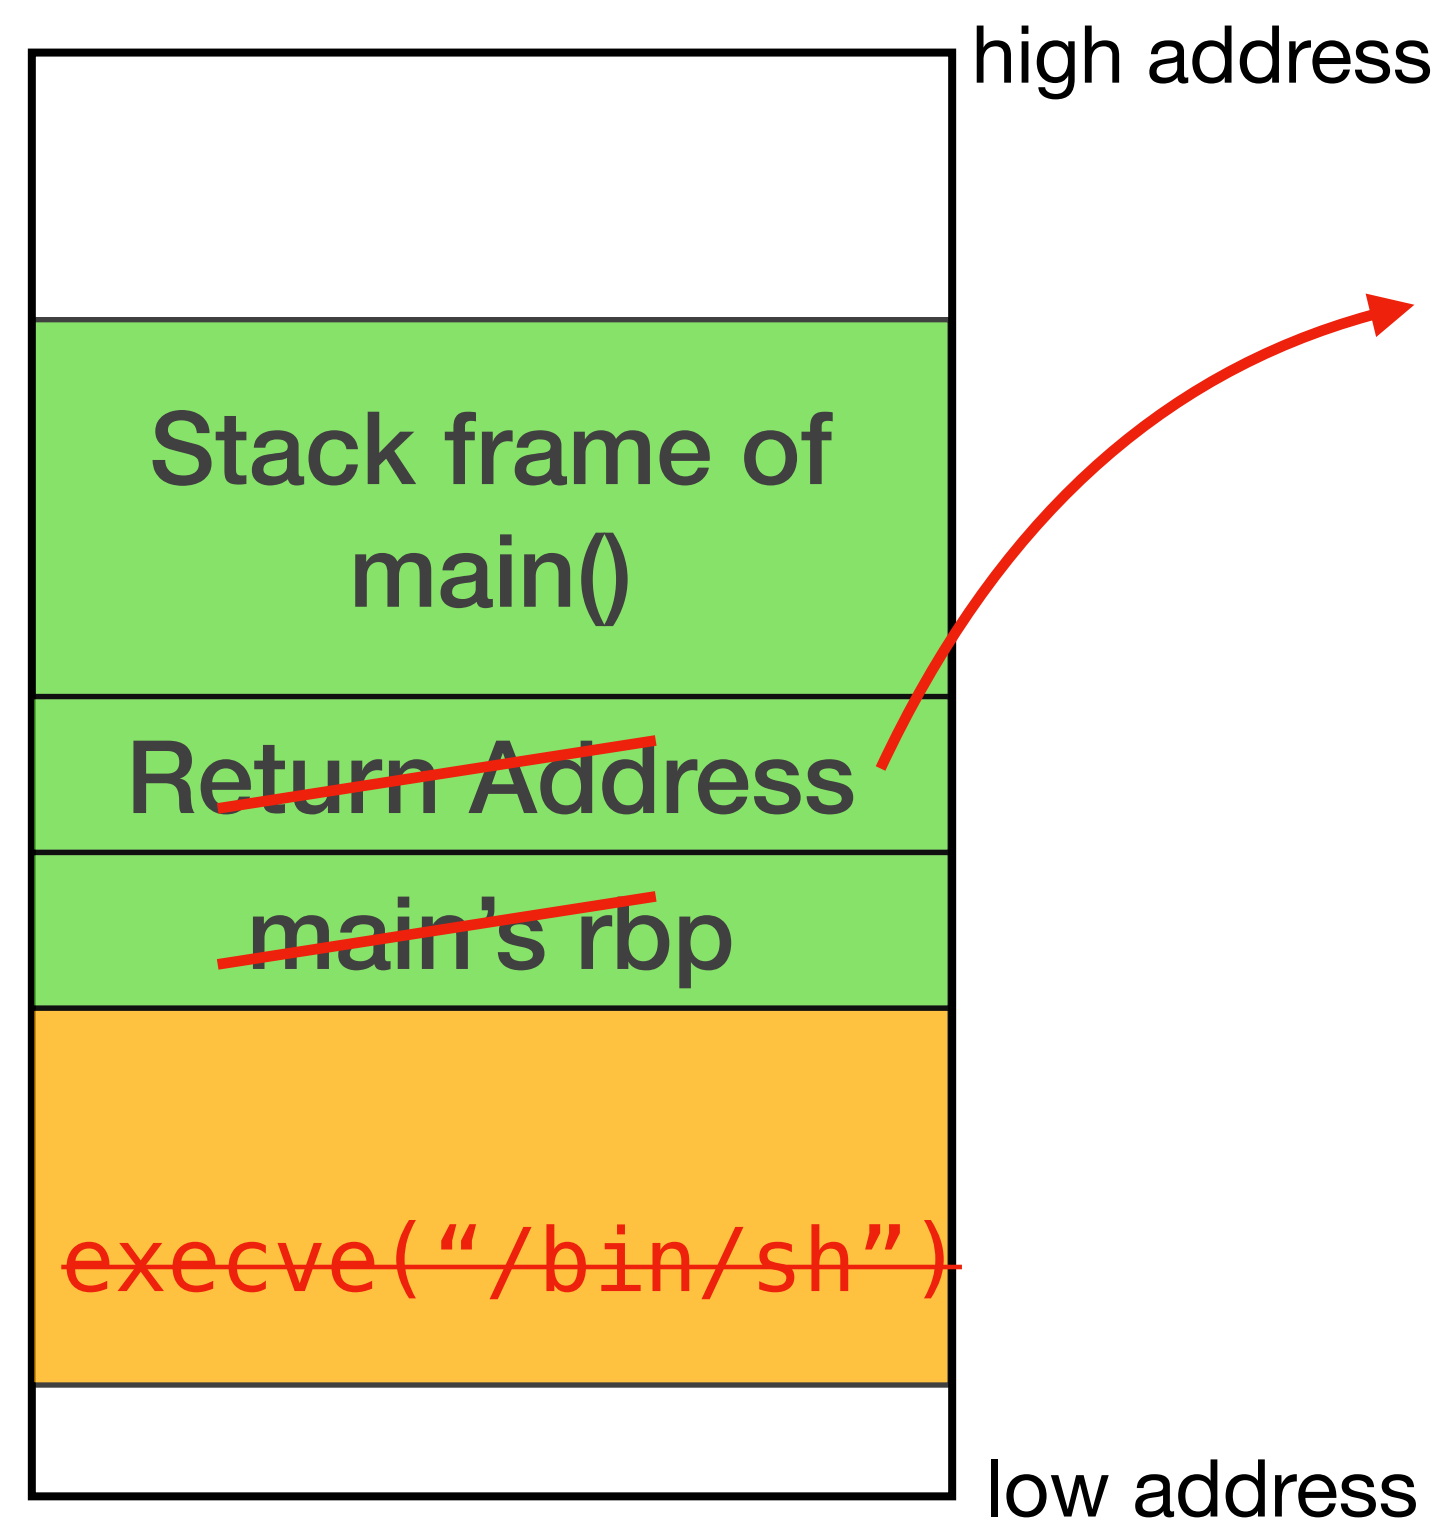 high address
Stack frame of
main()
Return Address
main’s rbp
execve(“/bin/sh”)
low address